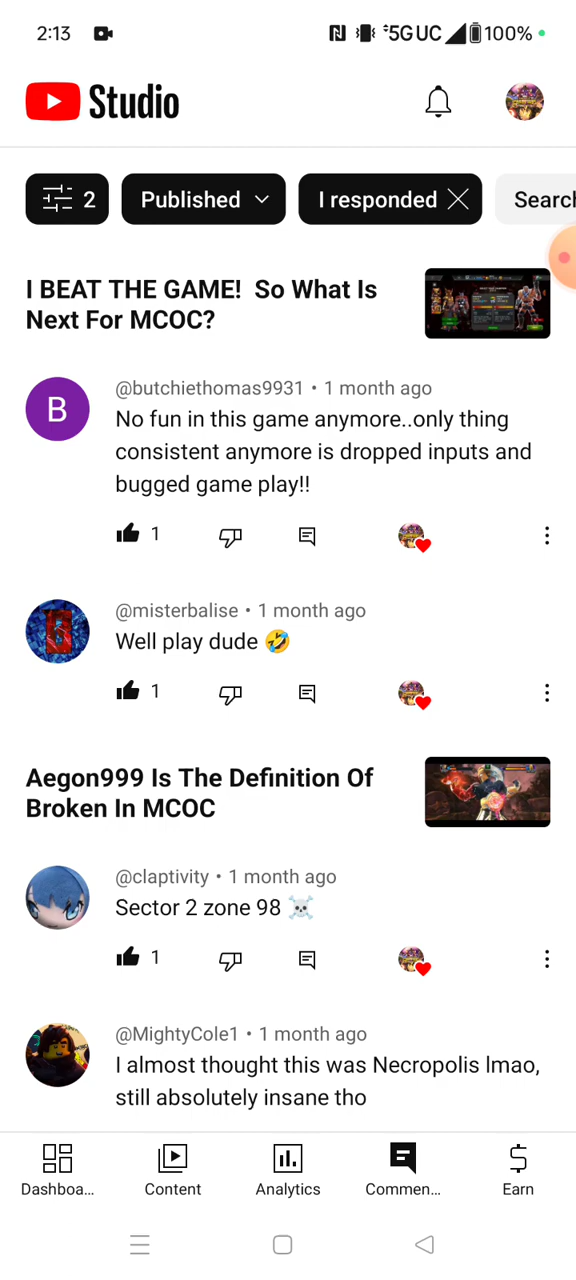 2:13
5G UC
100%
Studio
2
Published
I responded
Search
I BEAT THE GAME!  So What Is
Next For MCOC?
B
@butchiethomas9931 • 1 month ago
No fun in this game anymore..only thing
consistent anymore is dropped inputs and
bugged game play!!
1
@misterbalise • 1 month ago
Well play dude 🤣
1
Aegon999 Is The Definition Of
Broken In MCOC
@claptivity • 1 month ago
Sector 2 zone 98 ☠️
1
@MightyCole1 • 1 month ago
I almost thought this was Necropolis lmao,
still absolutely insane tho
Dashboa...
Content
Analytics
Commen...
Earn